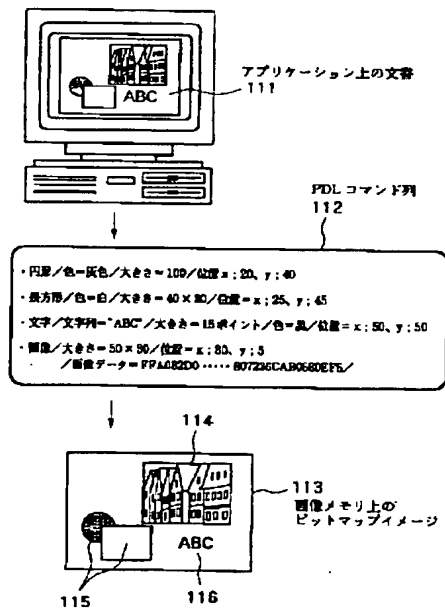 アプリケーション上の文書
111
ABC
PDLコマンド列
112
・円形/色=灰色/大きさ=100/位置x;20、y;40
・長方形/色=白/大きさ=40×30/位置=x;25、y;45
・文字/文字列="ABC"/大きさ=15ポイント/色=黒/位置=x;50、y;50
・画像/大きさ=50×30/位置=x;30、y;5
/画像データ=FFA082D0‥‥‥807236CAB0680EF5/
114
113
画像メモリ上の
ビットマップイメージ
ABC
115
116